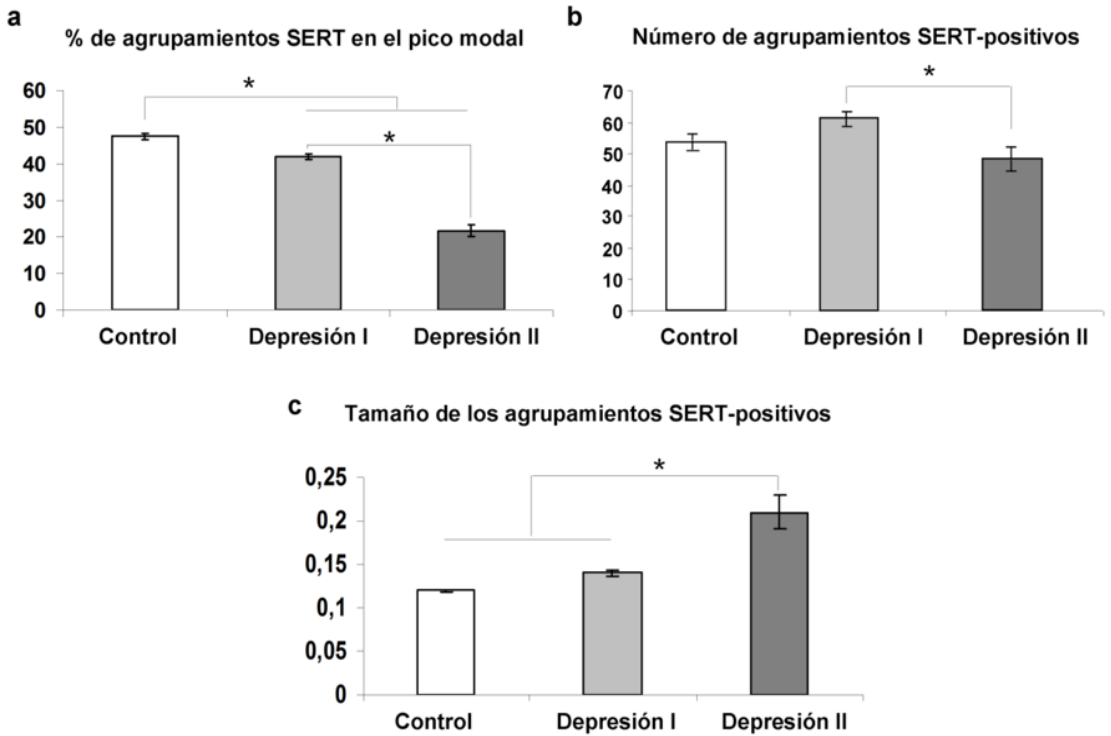 a
% de agrupamientos SERT en el pico modal
60
50
40
30
20
10
0
*
*
Control
Depresión I
Depresión II
b
Número de agrupamientos SERT-positivos
70
60
50
40
30
20
10
0
*
Control
Depresión I
Depresión II
c
Tamaño de los agrupamientos SERT-positivos
0,25
0,2
0,15
0,1
0,05
0
*
Control
Depresión I
Depresión II